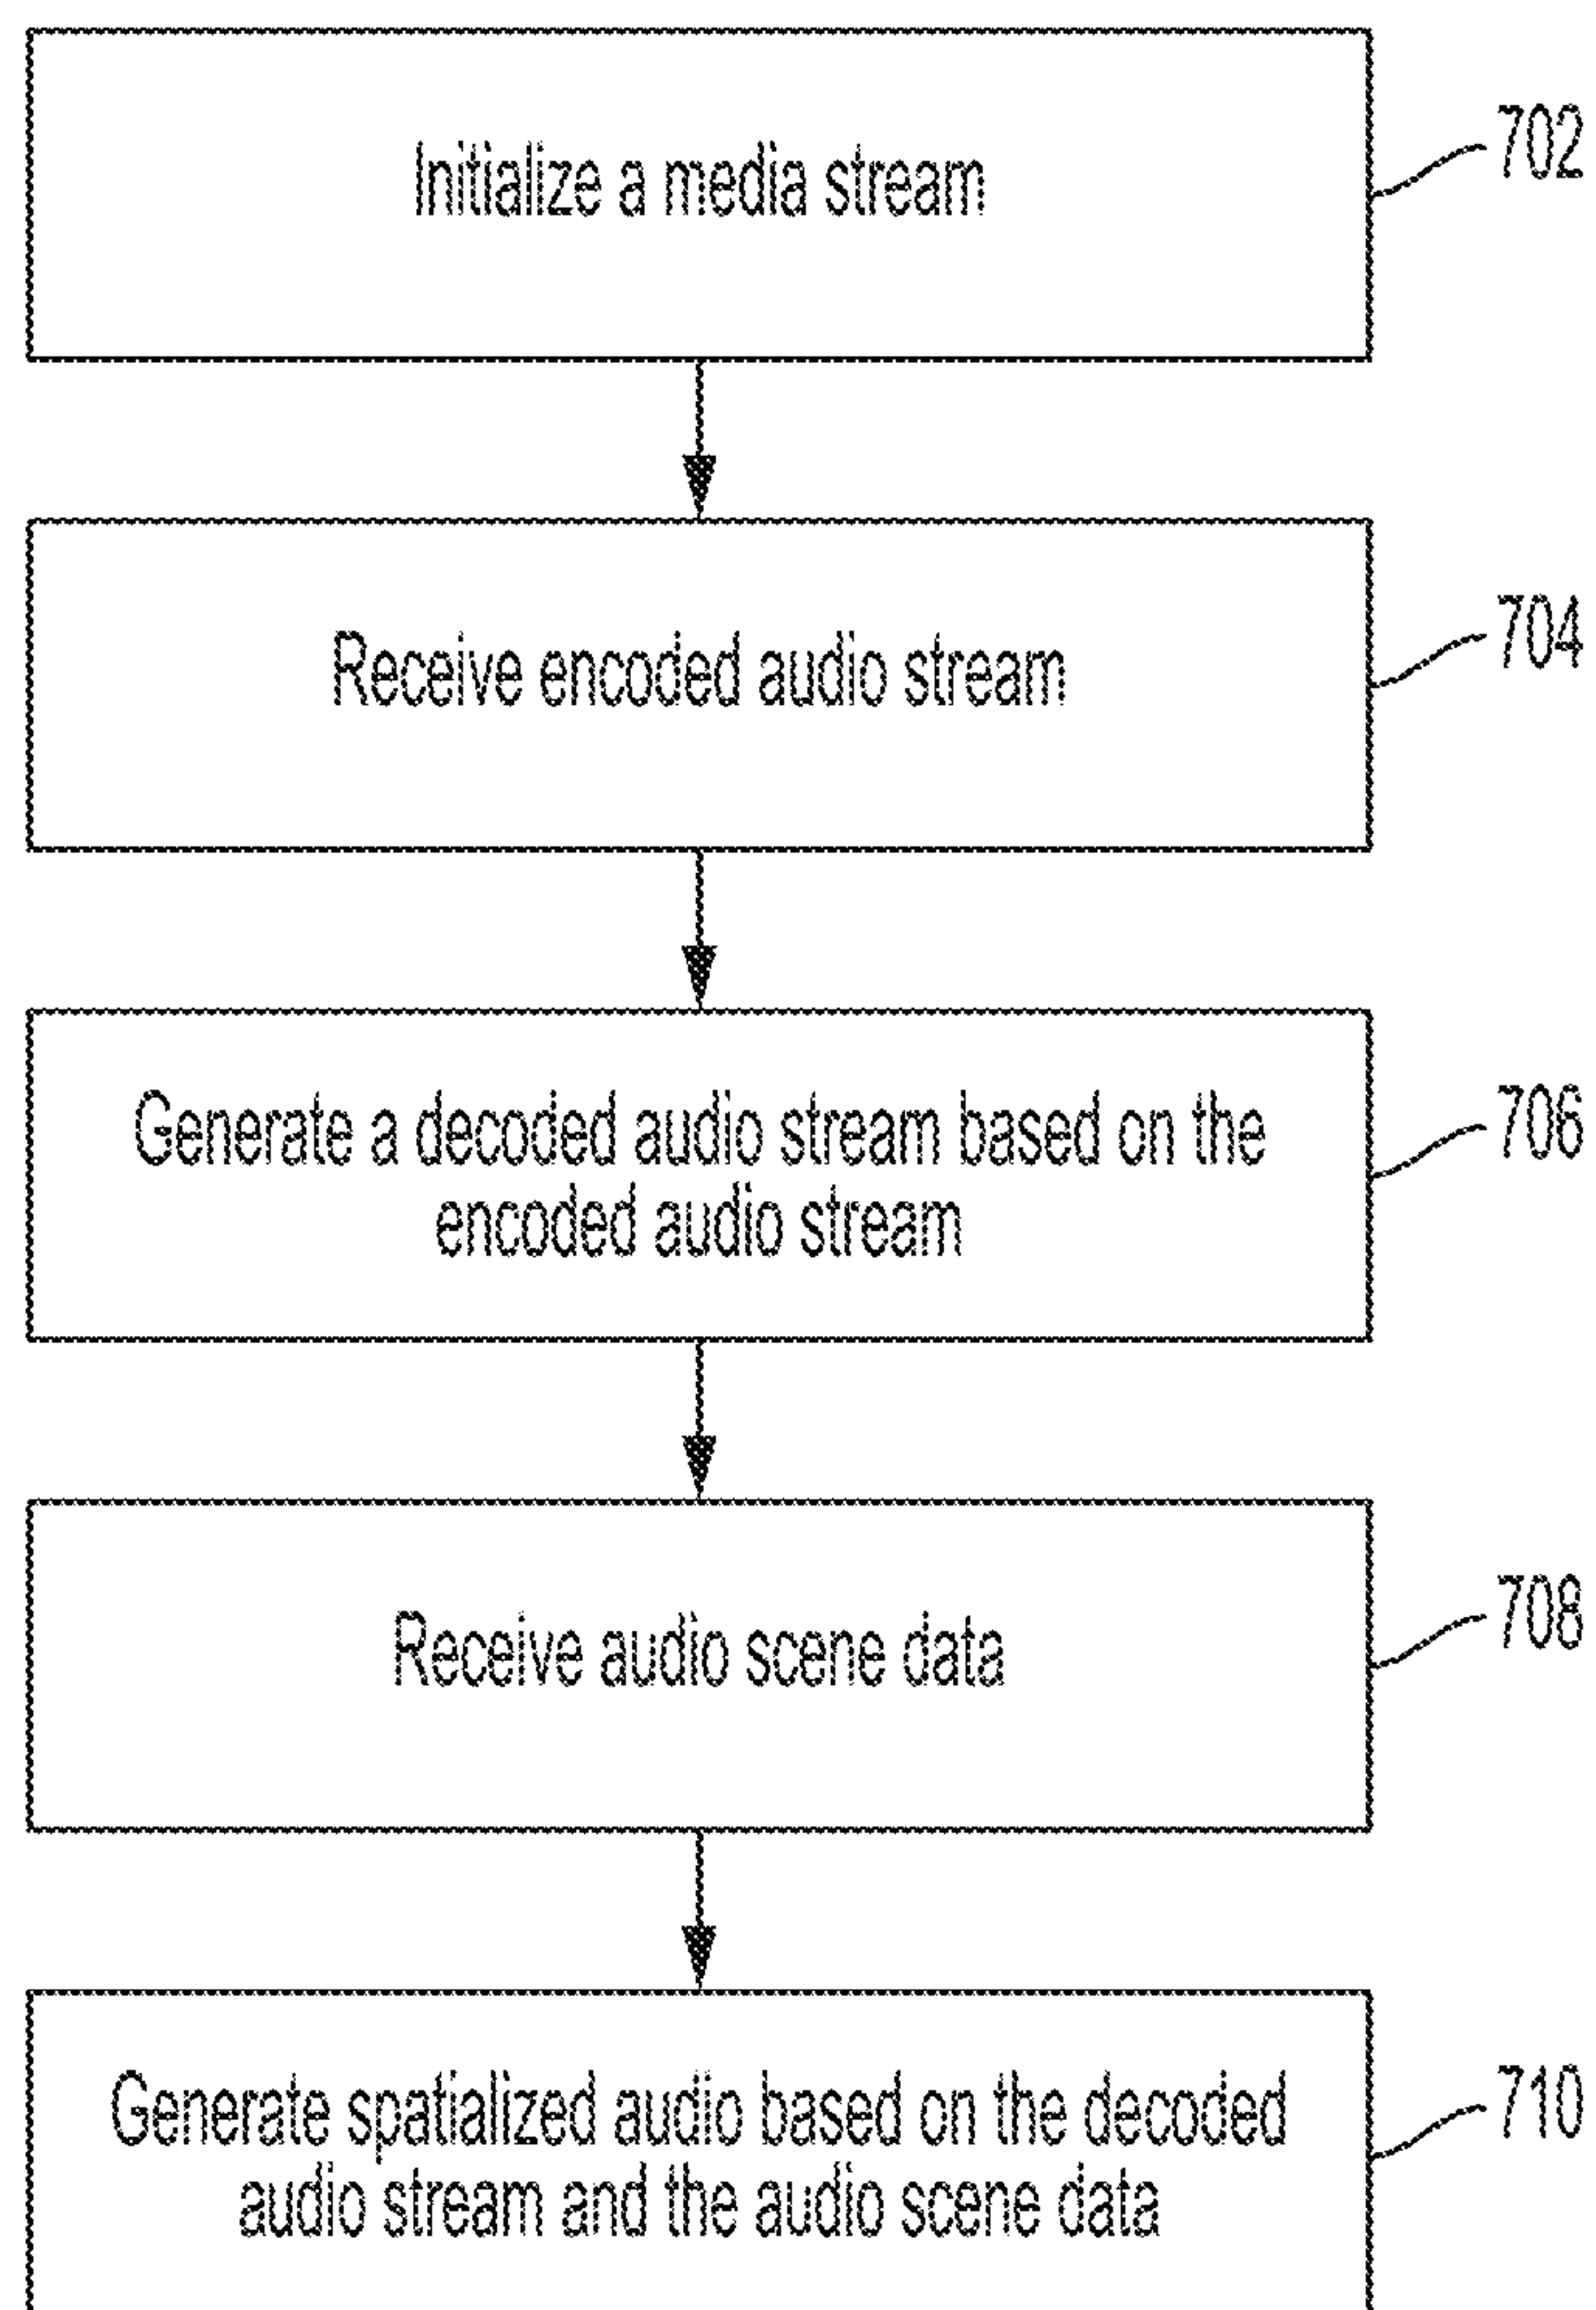 Initialize a media stream
702
Receive encoded audio stream
704
Generate a decoded audio stream based on the
encoded audio stream
706
Receive audio scene data
708
Generate spatialized audio based on the decoded
audio stream and the audio scene data
710